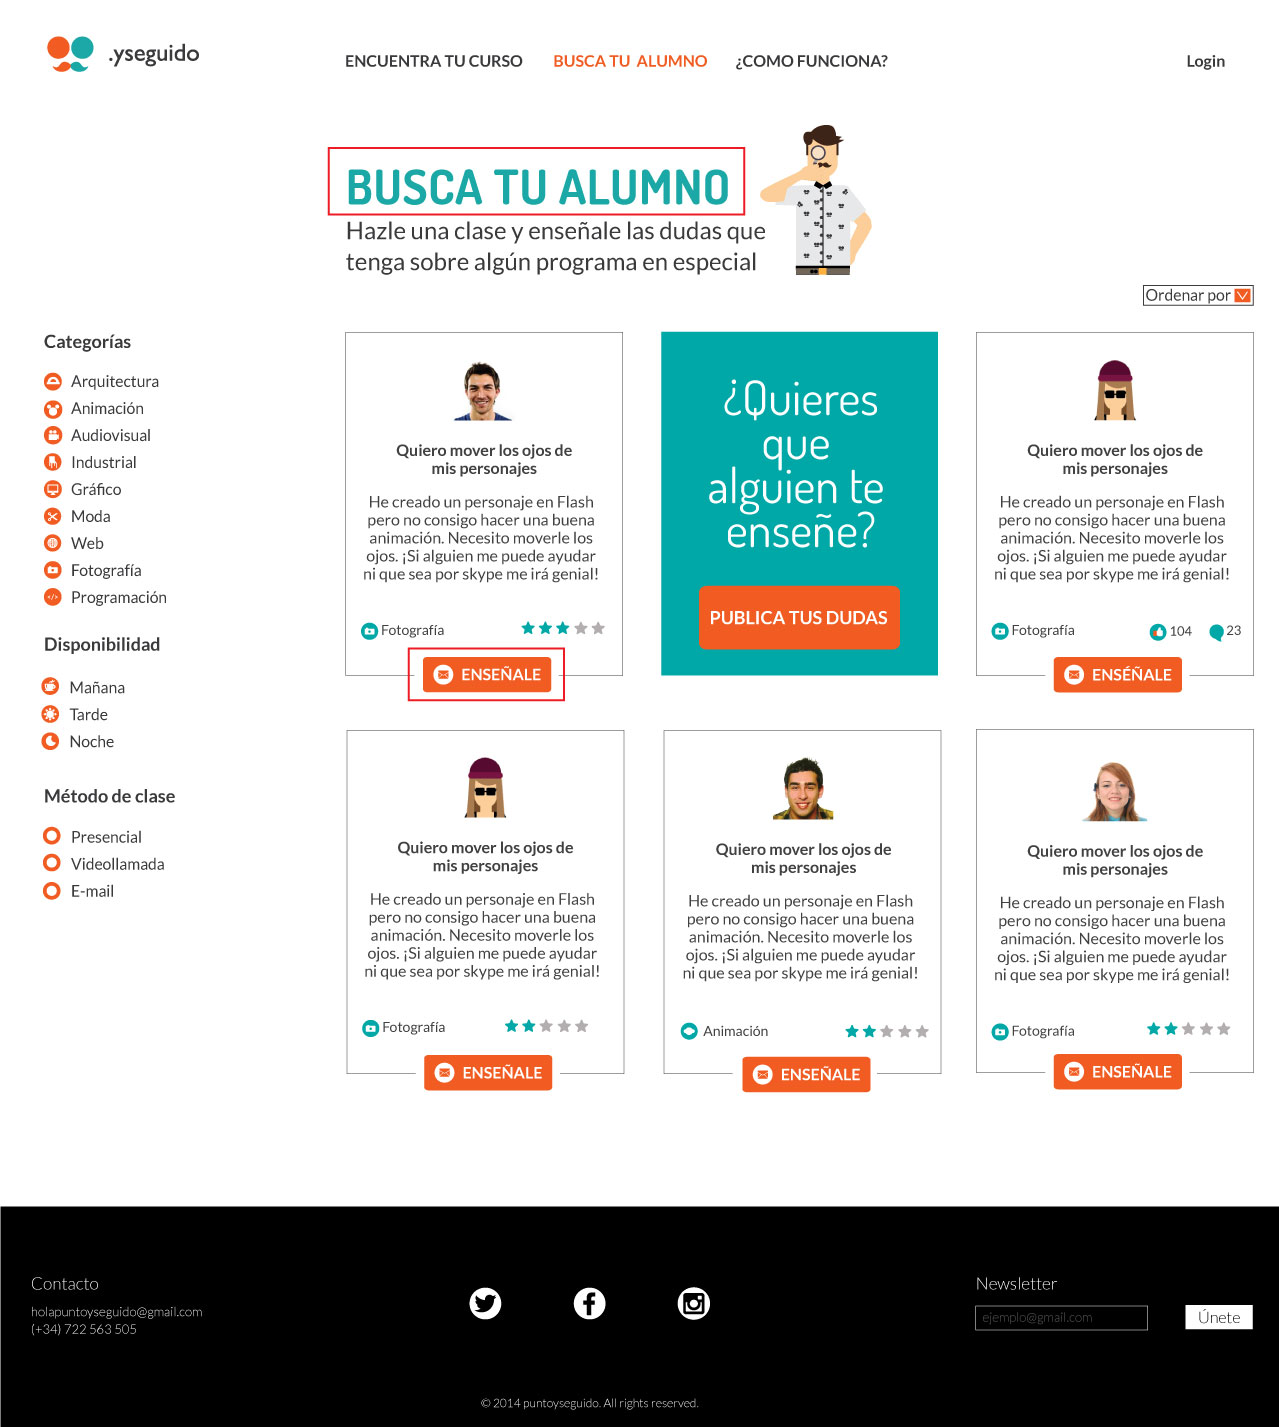 .yseguido
ENCUENTRA TU CURSO
BUSCA TU ALUMNO
¿COMO FUNCIONA?
Login
BUSCA TU ALUMNO
Hazle una clase y enseñale las dudas que
tenga sobre algún programa en especial
Ordenar por
Categorías
Arquitectura
Animación
Audiovisual
Industrial
Gráfico
Moda
Web
Fotografía
Programación
Disponibilidad
Mañana
Tarde
Noche
Método de clase
Presencial
Videollamada
E-mail
Quiero mover los ojos de
mis personajes
He creado un personaje en Flash
pero no consigo hacer una buena
animación. Necesito moverle los
ojos. ¡Si alguien me puede ayudar
ni que sea por skype me irá genial!
Fotografía
ENSEÑALE
¿Quieres
que
alguien te
enseñe?
PUBLICA TUS DUDAS
Quiero mover los ojos de
mis personajes
He creado un personaje en Flash
pero no consigo hacer una buena
animación. Necesito moverle los
ojos. ¡Si alguien me puede ayudar
ni que sea por skype me irá genial!
Fotografía
104
23
ENSÉÑALE
Quiero mover los ojos de
mis personajes
He creado un personaje en Flash
pero no consigo hacer una buena
animación. Necesito moverle los
ojos. ¡Si alguien me puede ayudar
ni que sea por skype me irá genial!
Fotografía
ENSEÑALE
Quiero mover los ojos de
mis personajes
He creado un personaje en Flash
pero no consigo hacer una buena
animación. Necesito moverle los
ojos. ¡Si alguien me puede ayudar
ni que sea por skype me irá genial!
Animación
ENSEÑALE
Quiero mover los ojos de
mis personajes
He creado un personaje en Flash
pero no consigo hacer una buena
animación. Necesito moverle los
ojos. ¡Si alguien me puede ayudar
ni que sea por skype me irá genial!
Fotografía
ENSEÑALE
Contacto
holapuntoyseguido@gmail.com
(+34) 722 563 505
Newsletter
ejemplo@gmail.com
Únete
© 2014 puntoyseguido. All rights reserved.